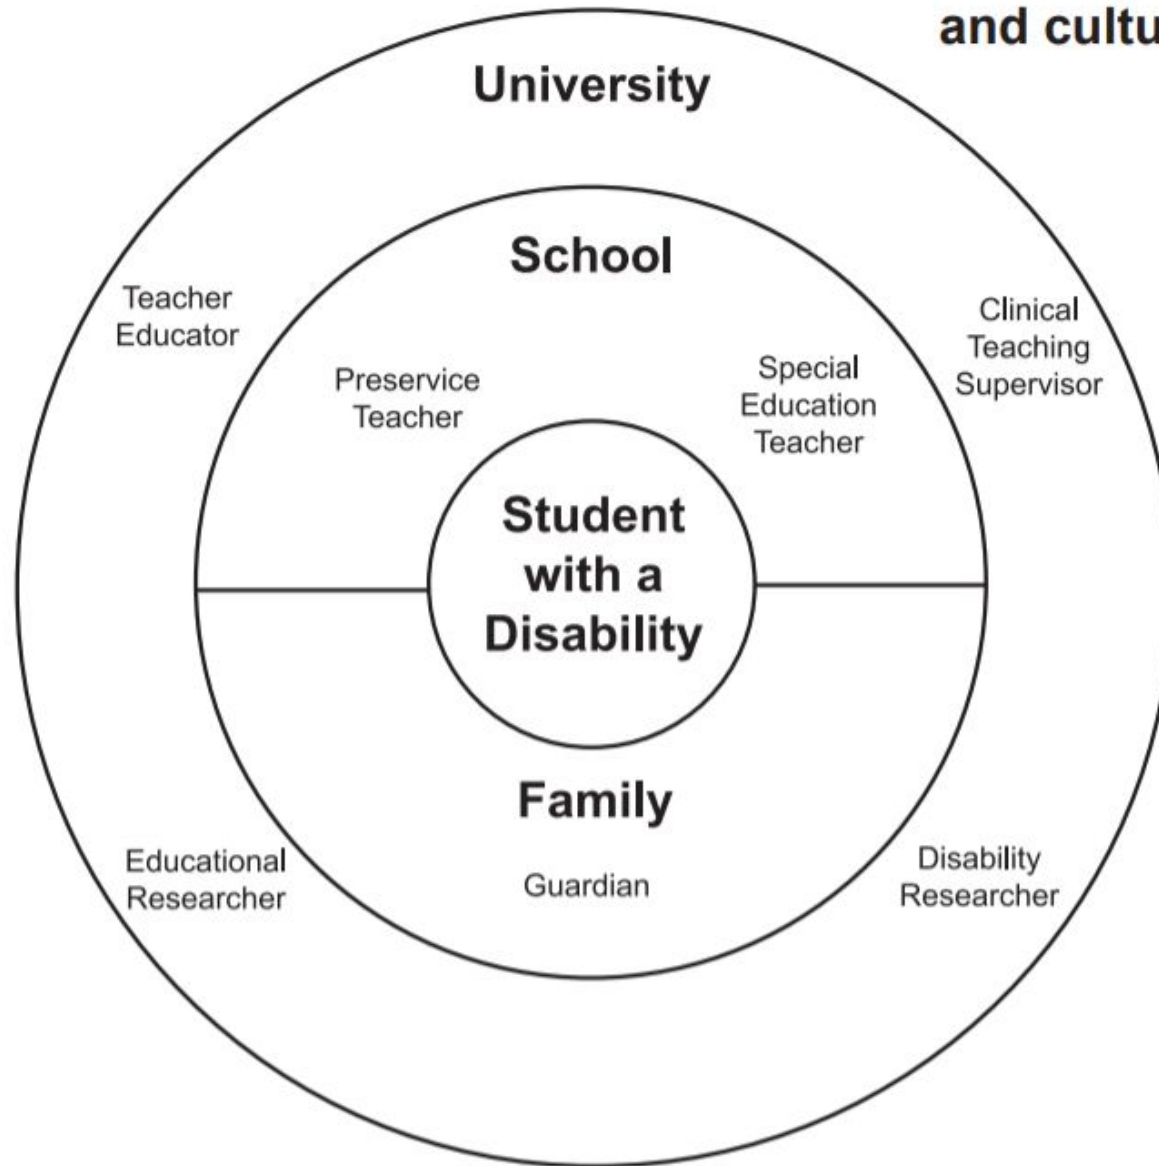 and cultu
University
School
Teacher
Educator
Clinical
Teaching
Supervisor
Preservice
Teacher
Special
Education
Teacher
Student
with a
Disability
Family
Guardian
Educational
Researcher
Disability
Researcher